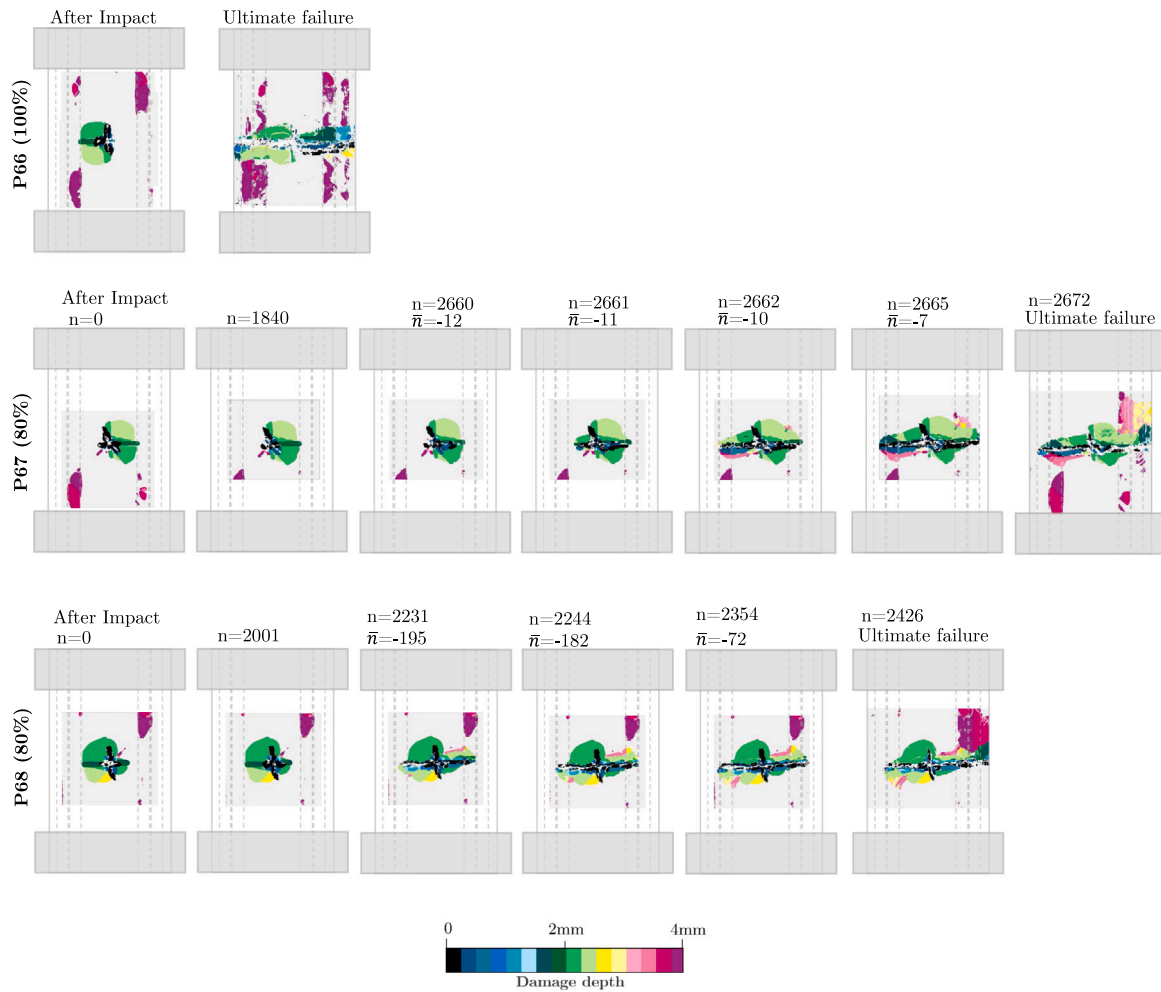 After Impact
Ultimate failure
P66 (100%)
After Impact
n=0
n=1840
n=2660
n̅=-12
n=2661
n̅=-11
n=2662
n̅=-10
n=2665
n̅=-7
n=2672
Ultimate failure
P67 (80%)
After Impact
n=0
n=2001
n=2231
n̅=-195
n=2244
n̅=-182
n=2354
n̅=-72
n=2426
Ultimate failure
P68 (80%)
0
2mm
4mm
Damage depth